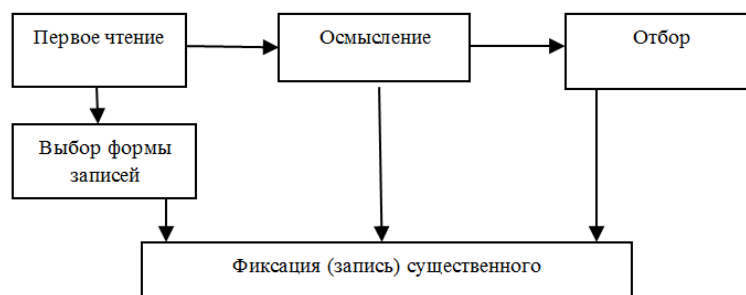 Первое чтение
Осмысление
Отбор
Выбор формы
записей
Фиксация (запись) существенного